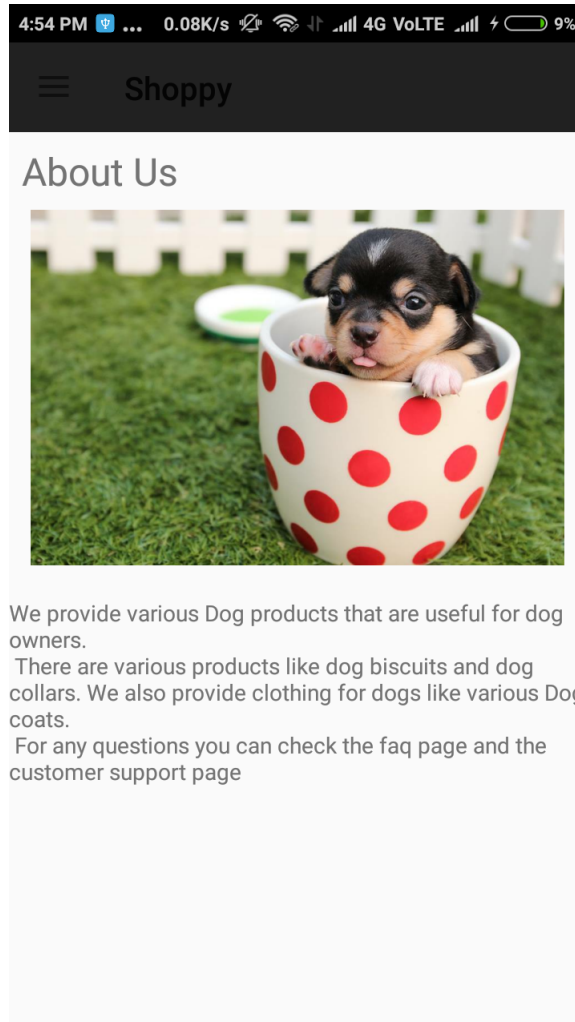 4:54 PM ... 0.08K/s 4G VoLTE 9%
Shoppy
About Us
We provide various Dog products that are useful for dog
owners.
There are various products like dog biscuits and dog
collars. We also provide clothing for dogs like various Dog
coats.
For any questions you can check the faq page and the
customer support page